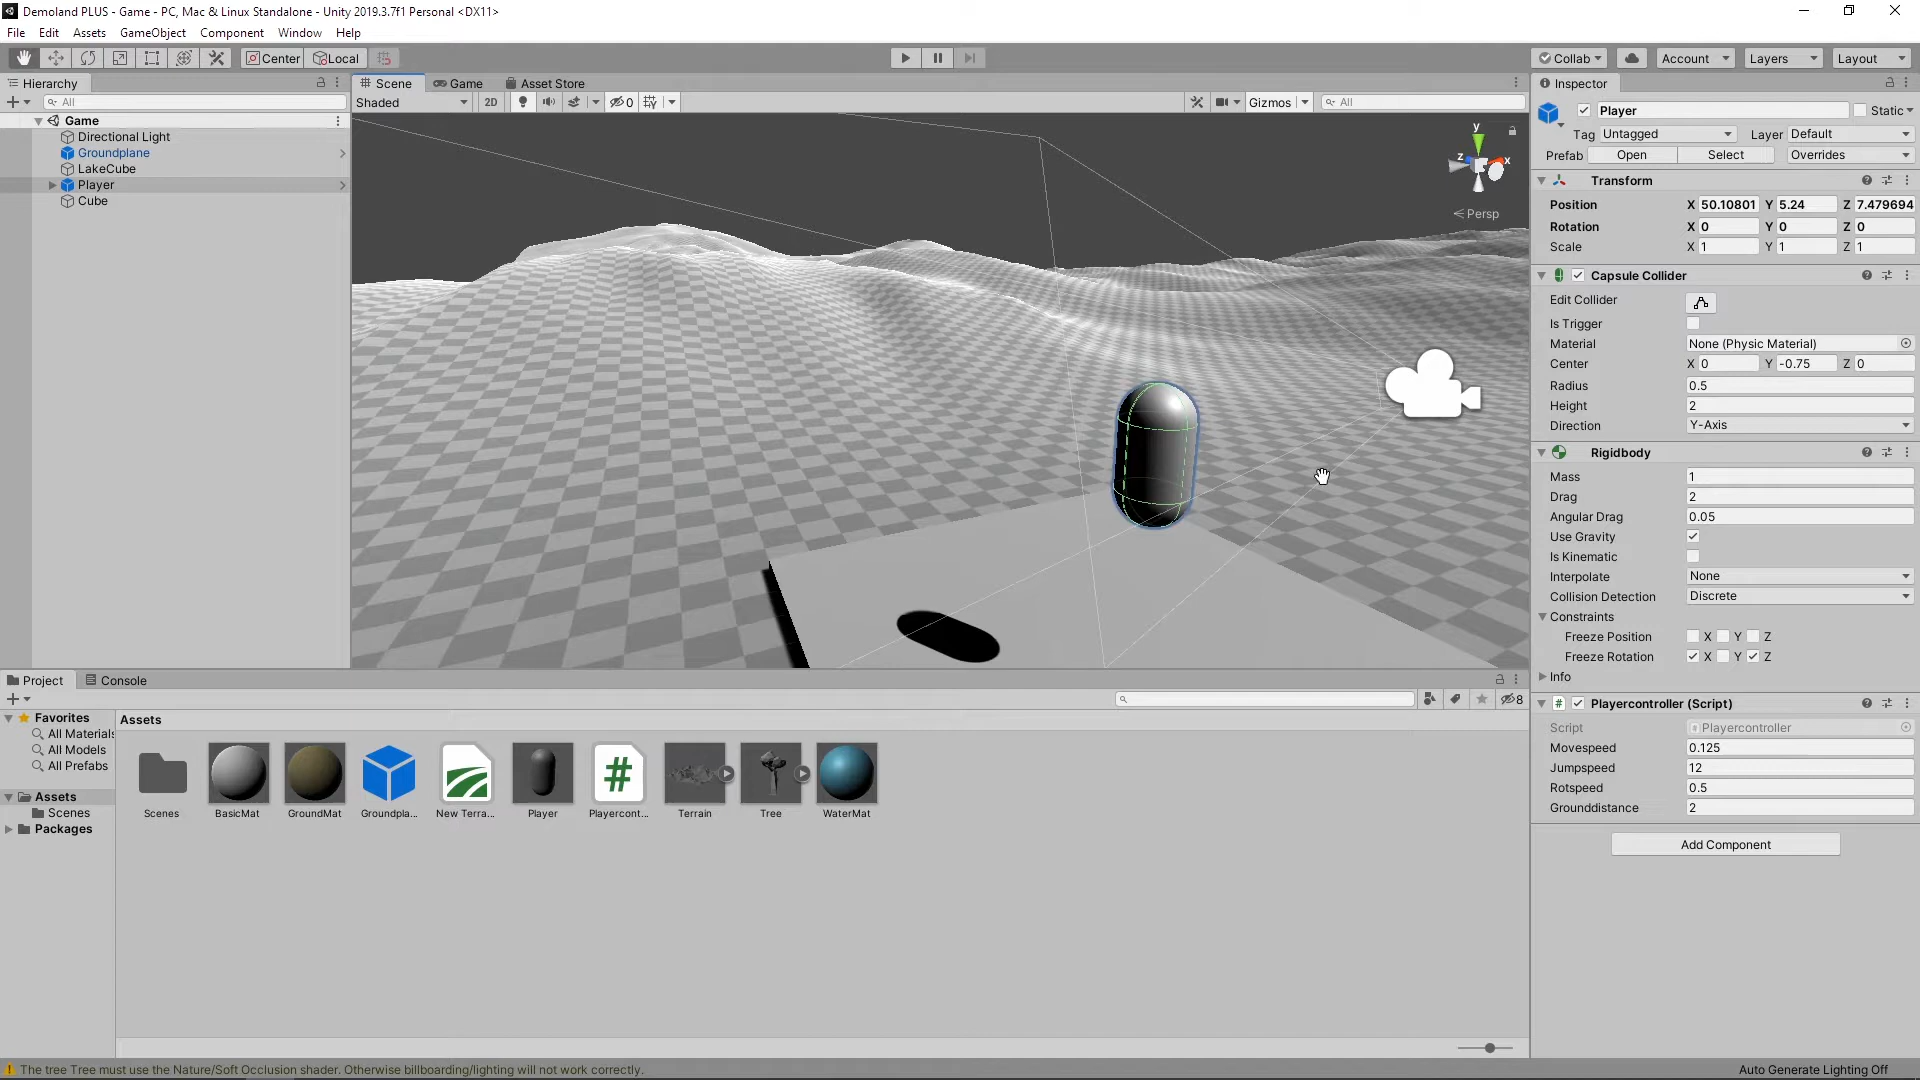 Demoland PLUS - Game - PC, Mac & Linux Standalone - Unity 2019.3.7f1 Personal <DX11>
File Edit Assets GameObject Component Window Help
Center Local
Collab Account Layers Layout
Hierarchy
All
Game
Directional Light
Groundplane
LakeCube
Player
Cube
Scene Game Asset Store
Shaded 2D 0 Gizmos All
y
z x
Persp
Inspector
Player Static
Tag Untagged Layer Default
Prefab Open Select Overrides
Transform
Position X 50.10801 Y 5.24 Z 7.479694
Rotation X 0 Y 0 Z 0
Scale X 1 Y 1 Z 1
Capsule Collider
Edit Collider
Is Trigger
Material None (Physic Material)
Center X 0 Y -0.75 Z 0
Radius 0.5
Height 2
Direction Y-Axis
Rigidbody
Mass 1
Drag 2
Angular Drag 0.05
Use Gravity
Is Kinematic
Interpolate None
Collision Detection Discrete
Constraints
Freeze Position X Y Z
Freeze Rotation X Y Z
Info
# Playercontroller (Script)
Script Playercontroller
Movespeed 0.125
Jumpspeed 12
Rotspeed 0.5
Grounddistance 2
Add Component
Project Console
8
Favorites
All Materials
All Models
All Prefabs
Assets
Scenes
Packages
Assets
#
Scenes BasicMat GroundMat Groundpla... New Terra... Player Playercont... Terrain Tree WaterMat
The tree Tree must use the Nature/Soft Occlusion shader. Otherwise billboarding/lighting will not work correctly.
Auto Generate Lighting Off